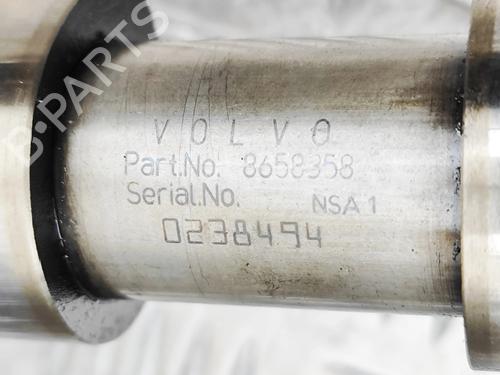 B-PARTS
VOLVO
Part.No. 8658358
Serial.No. NSA 1
0238494